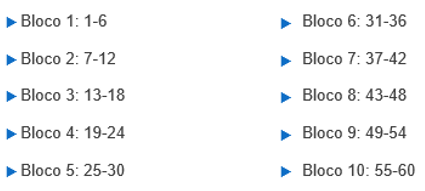 Bloco 1: 1-6
Bloco 2: 7-12
Bloco 3: 13-18
Bloco 4: 19-24
Bloco 5: 25-30
Bloco 6: 31-36
Bloco 7: 37-42
Bloco 8: 43-48
Bloco 9: 49-54
Bloco 10: 55-60